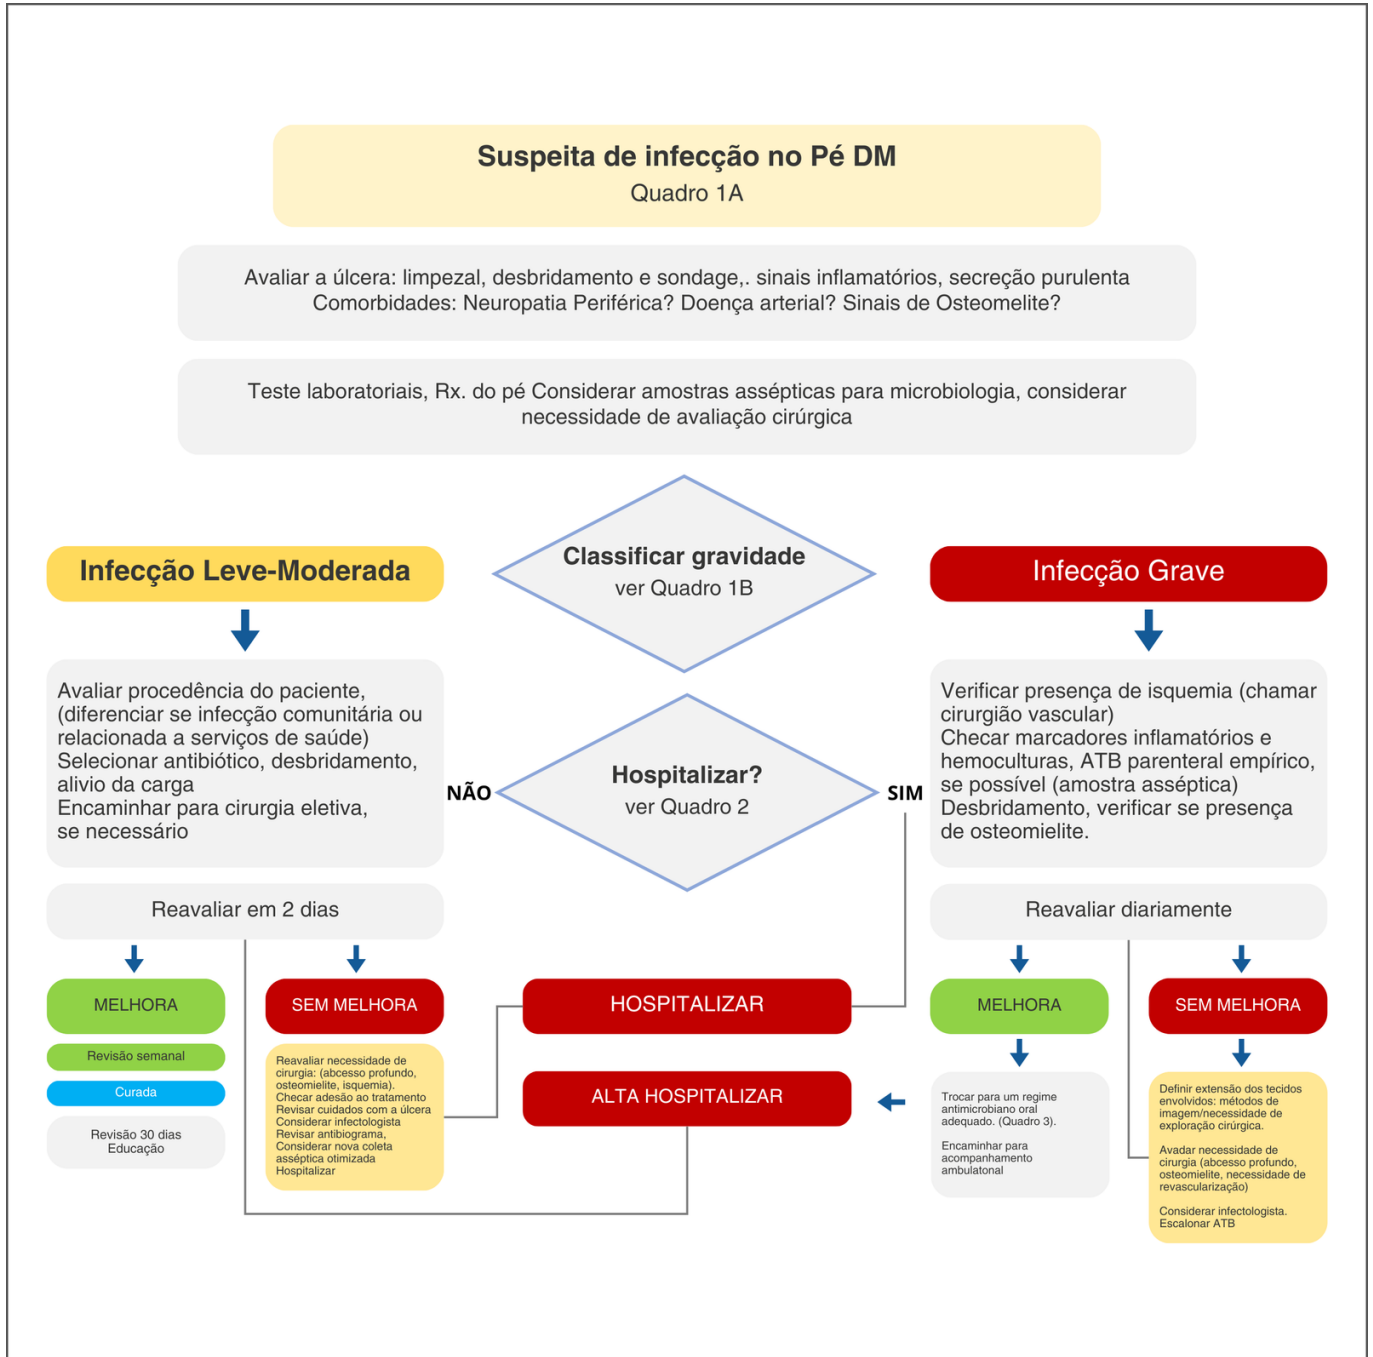 Suspeita de infecção no Pé DM
Quadro 1A
Avaliar a úlcera: limpezal, desbridamento e sondage,. sinais inflamatórios, secreção purulenta
Comorbidades: Neuropatia Periférica? Doença arterial? Sinais de Osteomelite?
Teste laboratoriais, Rx. do pé Considerar amostras assépticas para microbiologia, considerar
necessidade de avaliação cirúrgica
Classificar gravidade
ver Quadro 1B
Infecção Leve-Moderada
Infecção Grave
Avaliar procedência do paciente,
(diferenciar se infecção comunitária ou
relacionada a serviços de saúde)
Selecionar antibiótico, desbridamento,
alivio da carga
Encaminhar para cirurgia eletiva,
se necessário
NÃO
Hospitalizar?
ver Quadro 2
SIM
Verificar presença de isquemia (chamar
cirurgião vascular)
Checar marcadores inflamatórios e
hemoculturas, ATB parenteral empírico,
se possível (amostra asséptica)
Desbridamento, verificar se presença
de osteomielite.
Reavaliar em 2 dias
Reavaliar diariamente
MELHORA
SEM MELHORA
HOSPITALIZAR
MELHORA
SEM MELHORA
Revisão semanal
Curada
Revisão 30 dias
Educação
Reavaliar necessidade de
cirurgia: (abcesso profundo,
osteomielite, isquemia).
Checar adesão ao tratamento
Revisar cuidados com a úlcera
Considerar infectologista
Revisar antibiograma,
Considerar nova coleta
asséptica otimizada
Hospitalizar
ALTA HOSPITALIZAR
Trocar para um regime
antimicrobiano oral
adequado. (Quadro 3).
Encaminhar para
acompanhamento
ambulatonal
Definir extensão dos tecidos
envolvidos: métodos de
imagem/necessidade de
exploração cirúrgica.
Avadar necessidade de
cirurgia (abcesso profundo,
osteomielite, necessidade de
revascularização)
Considerar infectologista.
Escalonar ATB